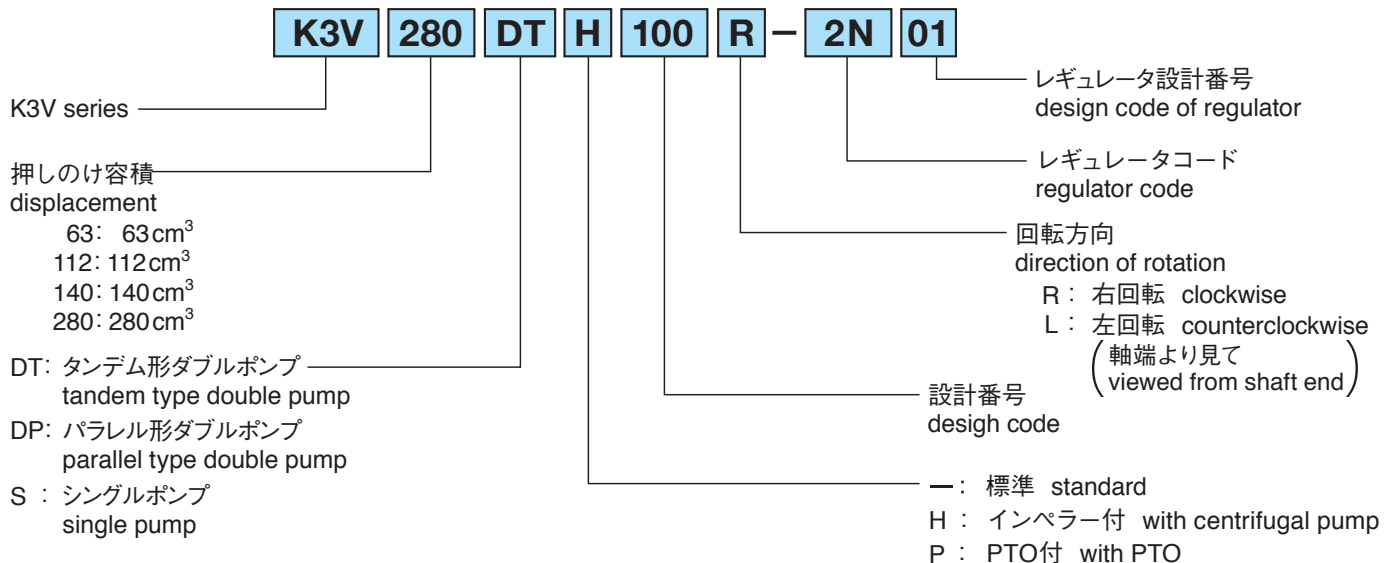 K3V 280 DT H 100 R － 2N 01
K3V series
押しのけ容積
displacement
63： 63cm³
112：112cm³
140：140cm³
280：280cm³
DT：タンデム形ダブルポンプ
tandem type double pump
DP：パラレル形ダブルポンプ
parallel type double pump
S ：シングルポンプ
single pump
レギュレータ設計番号
design code of regulator
レギュレータコード
regulator code
回転方向
direction of rotation
R： 右回転 clockwise
L： 左回転 counterclockwise
（軸端より見て
viewed from shaft end）
設計番号
desigh code
ー： 標準 standard
H： インペラー付 with centrifugal pump
P： PTO付 with PTO